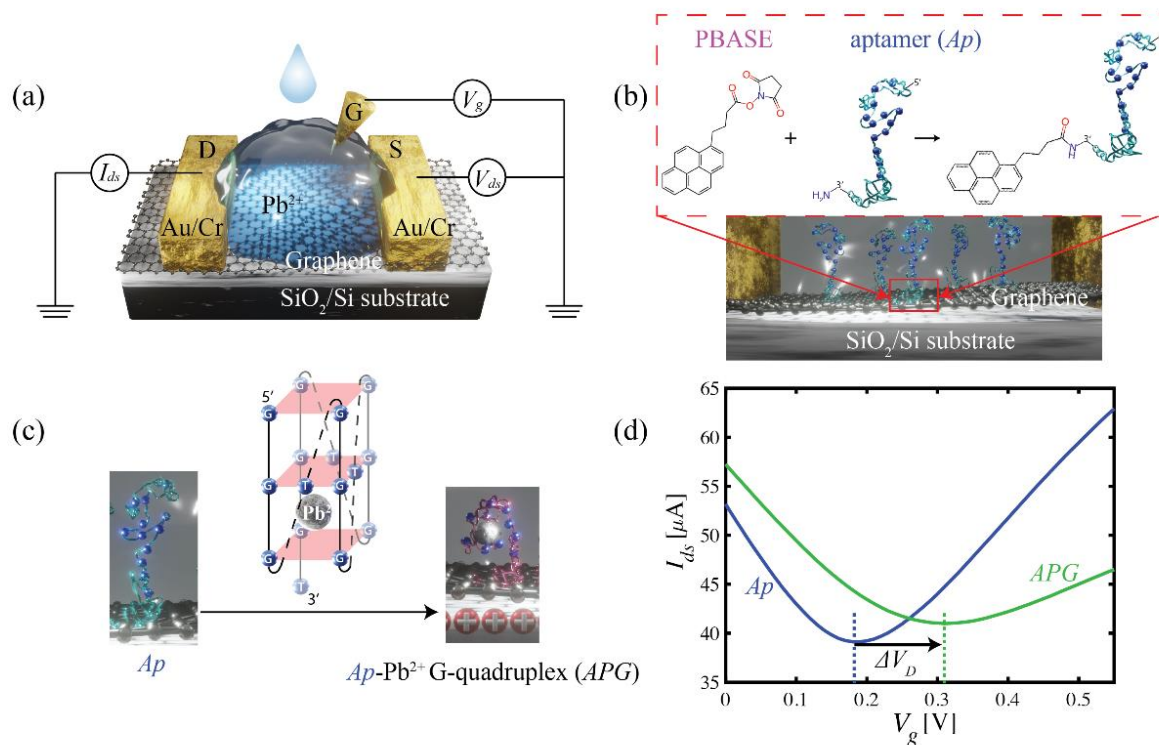 (a)
G
V_g
D
S
I_ds
V_ds
Pb²⁺
Au/Cr
Au/Cr
Graphene
SiO₂/Si substrate
(b)
PBASE
aptamer (Ap)
O
O
N
O
O
+
5'
3'
H₂N
O
N
H
3'
Graphene
SiO₂/Si substrate
(c)
5'
G
G
G
G
G
T
G
T
G
G
Pb²
G
G
G
G
T
3'
Ap
+ + + +
Ap-Pb²⁺ G-quadruplex (APG)
(d)
65
60
55
50
45
40
35
I_ds [μA]
Ap
APG
ΔV_D
0
0.1
0.2
0.3
0.4
0.5
V_g [V]